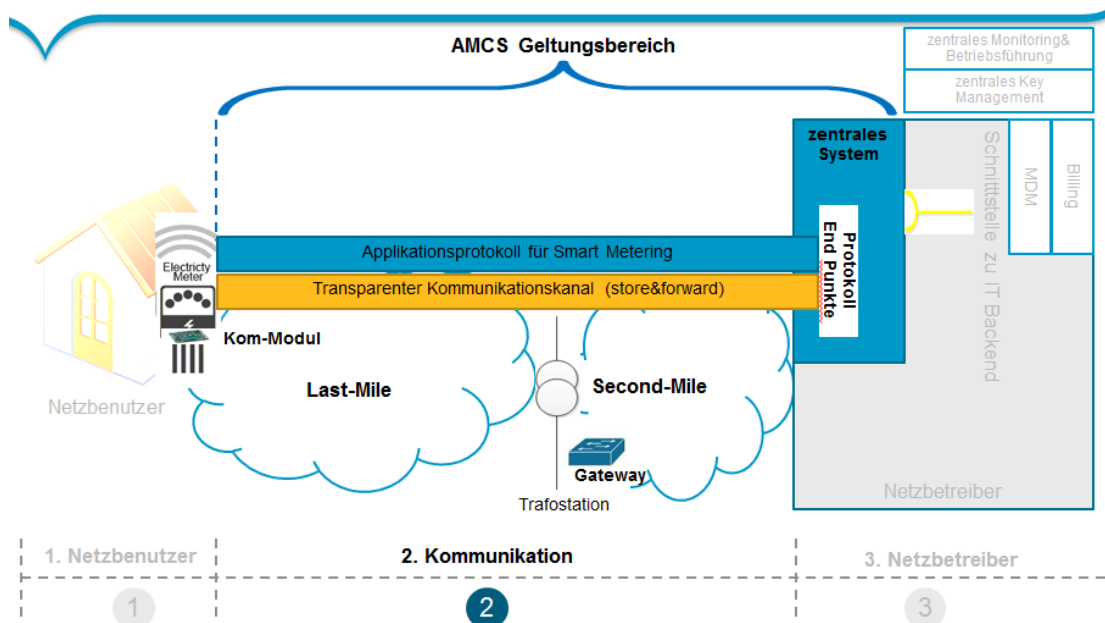 AMCS Geltungsbereich
zentrales Monitoring&
Betriebsführung
zentrales Key
Management
zentrales
System
Schnittstelle zu IT Backend
MDM
Billing
Electricty
Meter
Applikationsprotokoll für Smart Metering
Transparenter Kommunikationskanal (store&forward)
Protokoll
End Punkte
Kom-Modul
Last-Mile
Second-Mile
Netzbenutzer
Gateway
Trafostation
Netzbetreiber
1. Netzbenutzer
2. Kommunikation
3. Netzbetreiber
1
2
3